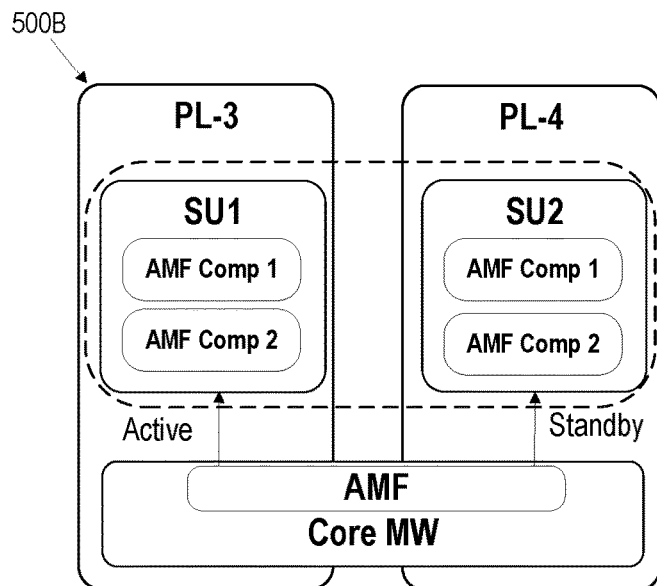 500B
PL-3
PL-4
SU1
SU2
AMF Comp 1
AMF Comp 1
AMF Comp 2
AMF Comp 2
Active
Standby
AMF
Core MW